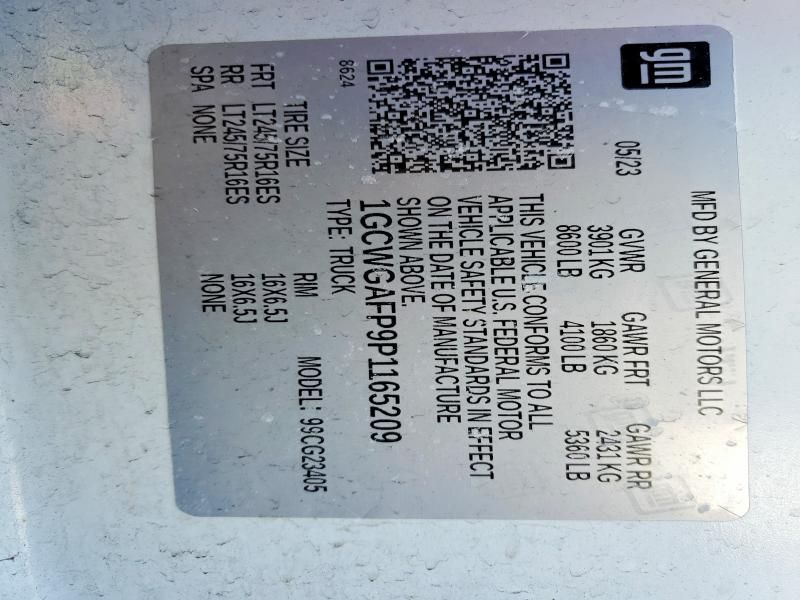 gm
MFD BY GENERAL MOTORS LLC
05/23
GVWR GAWR FRT GAWR RR
3901 KG 1860 KG 2431 KG
8600 LB 4100 LB 5360 LB
THIS VEHICLE CONFORMS TO ALL
APPLICABLE U.S. FEDERAL MOTOR
VEHICLE SAFETY STANDARDS IN EFFECT
ON THE DATE OF MANUFACTURE
SHOWN ABOVE.
1GCWGAFP9P1165209
TYPE: TRUCK
8624
MODEL: 99CG23405
TIRE SIZE RIM
FRT LT245/75R16ES 16X6.5J
RR LT245/75R16ES 16X6.5J
SPA NONE NONE